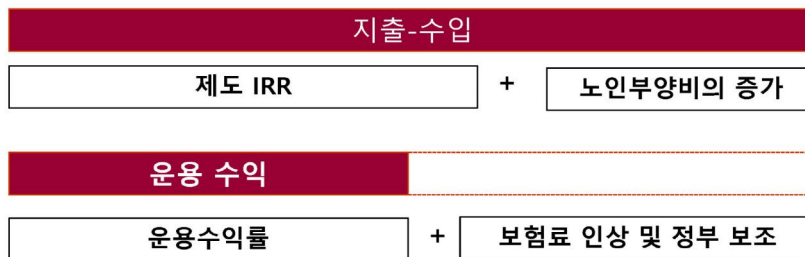 지출-수입
제도 IRR + 노인부양비의 증가
운용 수익
운용수익률 + 보험료 인상 및 정부 보조